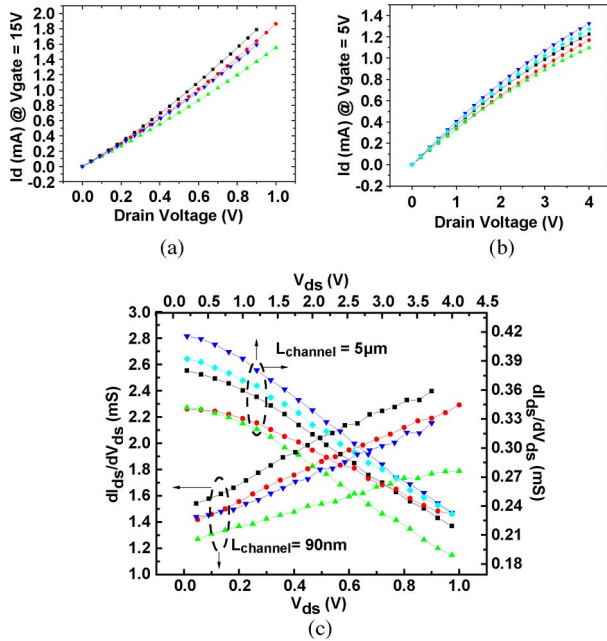 2.0
1.8
1.6
1.4
1.2
1.0
0.8
0.6
0.4
0.2
0.0
-0.2
Id (mA) @ Vgate = 15V
0.0 0.2 0.4 0.6 0.8 1.0
Drain Voltage (V)
(a)
1.4
1.2
1.0
0.8
0.6
0.4
0.2
0.0
-0.2
Id (mA) @ Vgate = 5V
0 1 2 3 4
Drain Voltage (V)
(b)
Vds (V)
0.0 0.5 1.0 1.5 2.0 2.5 3.0 3.5 4.0 4.5
3.0
2.8
2.6
2.4
2.2
2.0
1.8
1.6
1.4
1.2
1.0
dIds/dVds (mS)
Lchannel = 5µm
Lchannel= 90nm
0.42
0.39
0.36
0.33
0.30
0.27
0.24
0.21
0.18
dIds/dVds (mS)
0.0 0.2 0.4 0.6 0.8 1.0
Vds (V)
(c)